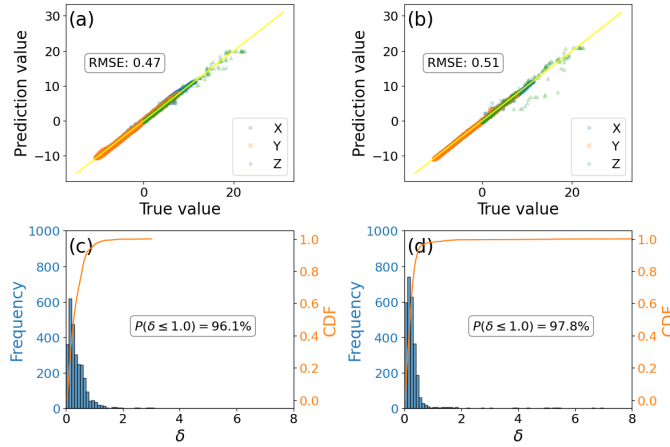 (a)
30
20
10
0
−10
Prediction value
RMSE: 0.47
X
Y
Z
0
20
True value
(b)
30
20
10
0
−10
Prediction value
RMSE: 0.51
X
Y
Z
0
20
True value
(c)
1000
800
600
400
200
0
Frequency
P(δ ≤ 1.0) = 96.1%
1.0
0.8
0.6
0.4
0.2
0.0
CDF
0
2
4
6
8
δ
(d)
1000
800
600
400
200
0
Frequency
P(δ ≤ 1.0) = 97.8%
1.0
0.8
0.6
0.4
0.2
0.0
CDF
0
2
4
6
8
δ